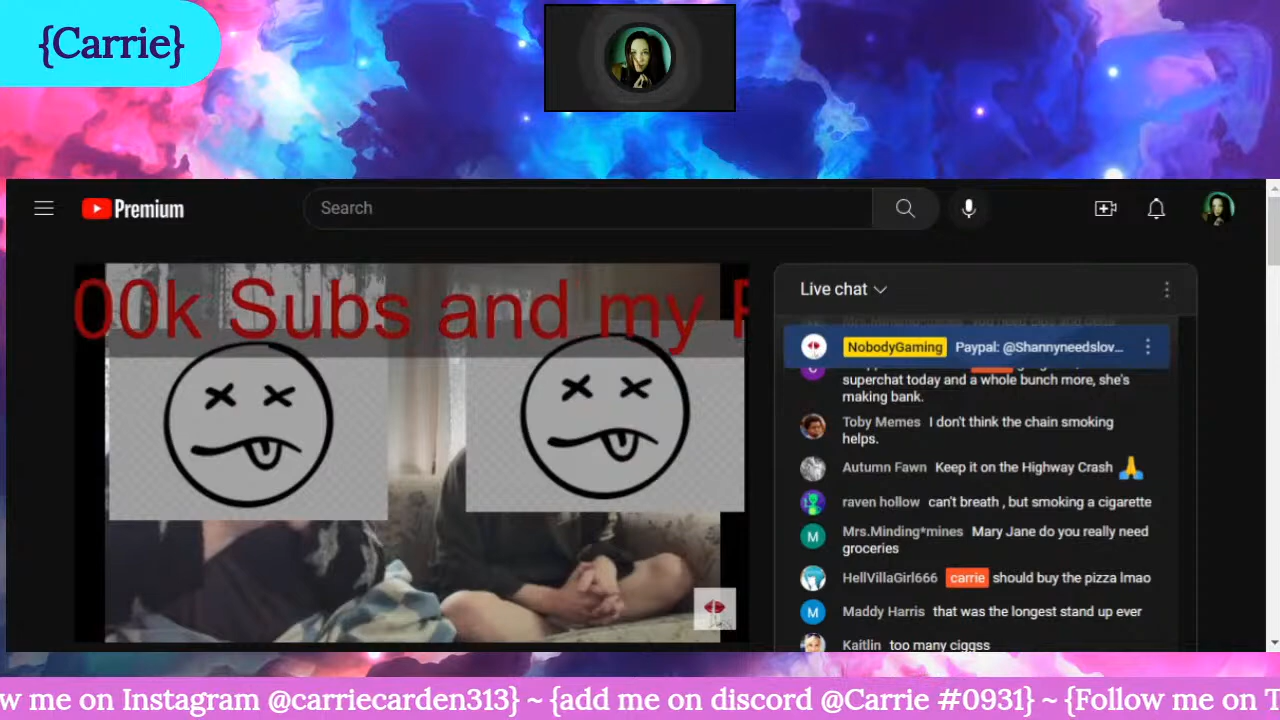 {Carrie}
Premium
Search
00k Subs and my
Live chat
NobodyGaming Paypal: @Shannyneedslov...
superchat today and a whole bunch more, she's
making bank.
Toby Memes I don't think the chain smoking
helps.
Autumn Fawn Keep it on the Highway Crash 🙏
raven hollow can't breath , but smoking a cigarette
M
Mrs.Minding*mines Mary Jane do you really need
groceries
HellVillaGirl666 carrie should buy the pizza lmao
M
Maddy Harris that was the longest stand up ever
Kaitlin too many ciggss
ow me on Instagram @carriecarden313} ~ {add me on discord @Carrie #0931} ~ {Follow me on T